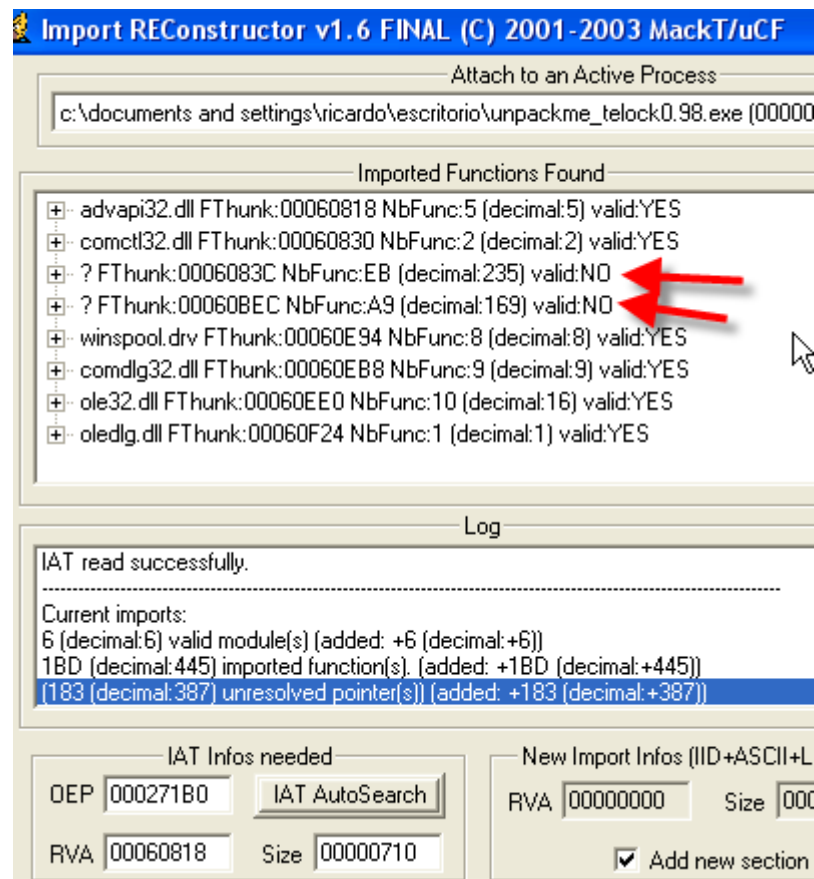 Import REConstructor v1.6 FINAL (C) 2001-2003 MackT/uCF
Attach to an Active Process
c:\documents and settings\ricardo\escritorio\unpackme_telock0.98.exe (00000
Imported Functions Found
advapi32.dll FThunk:00060818 NbFunc:5 (decimal:5) valid:YES
comctl32.dll FThunk:00060830 NbFunc:2 (decimal:2) valid:YES
? FThunk:0006083C NbFunc:EB (decimal:235) valid:NO
? FThunk:00060BEC NbFunc:A9 (decimal:169) valid:NO
winspool.drv FThunk:00060E94 NbFunc:8 (decimal:8) valid:YES
comdlg32.dll FThunk:00060EB8 NbFunc:9 (decimal:9) valid:YES
ole32.dll FThunk:00060EE0 NbFunc:10 (decimal:16) valid:YES
oledlg.dll FThunk:00060F24 NbFunc:1 (decimal:1) valid:YES
Log
IAT read successfully.
Current imports:
6 (decimal:6) valid module(s) (added: +6 (decimal:+6))
1BD (decimal:445) imported function(s). (added: +1BD (decimal:+445))
(183 (decimal:387) unresolved pointer(s)) (added: +183 (decimal:+387))
IAT Infos needed
New Import Infos (IID+ASCII+L
OEP 000271B0 IAT AutoSearch
RVA 00000000 Size 000
RVA 00060818 Size 00000710
Add new section